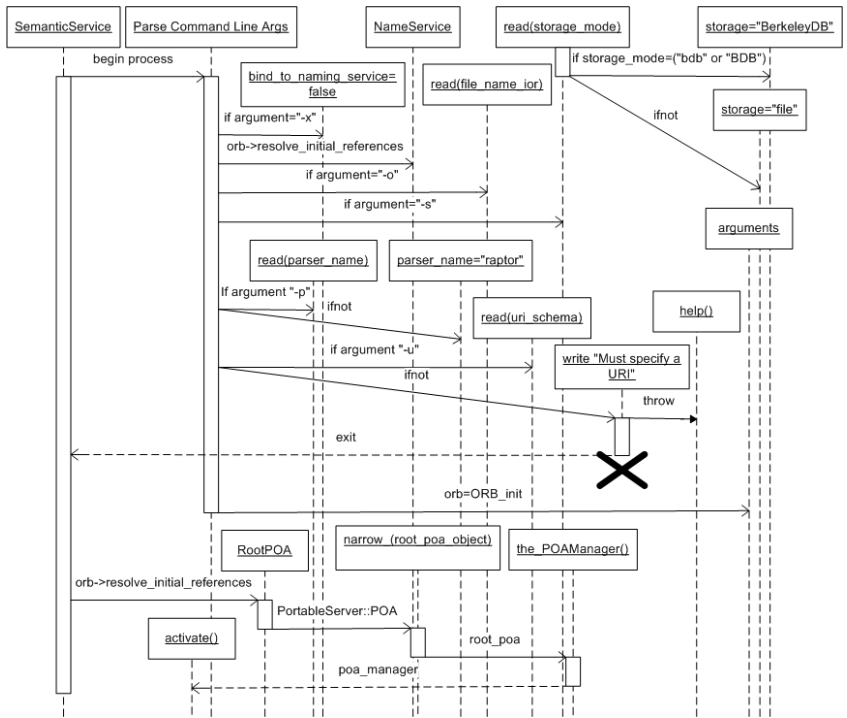 SemanticService
Parse Command Line Args
NameService
read(storage_mode)
storage="BerkeleyDB"
begin process
if storage_mode=("bdb" or "BDB")
bind_to_naming_service=
false
read(file_name_ior)
storage="file"
if argument="-x"
ifnot
orb->resolve_initial_references
if argument="-o"
if argument="-s"
arguments
read(parser_name)
parser_name="raptor"
If argument "-p"
ifnot
read(uri_schema)
help()
if argument "-u"
write "Must specify a
URI"
ifnot
throw
exit
orb=ORB_init
RootPOA
narrow_(root_poa_object)
the_POAManager()
orb->resolve_initial_references
PortableServer::POA
activate()
root_poa
poa_manager